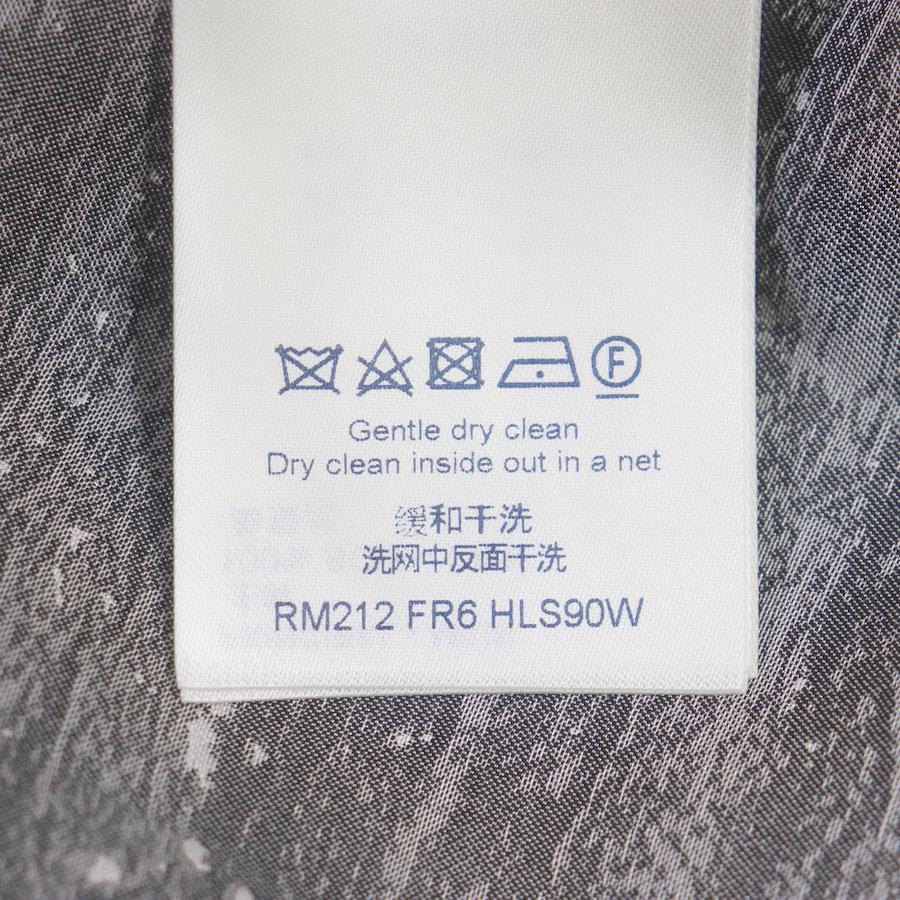 F
Gentle dry clean
Dry clean inside out in a net
缓和干洗
洗网中反面干洗
RM212 FR6 HLS90W